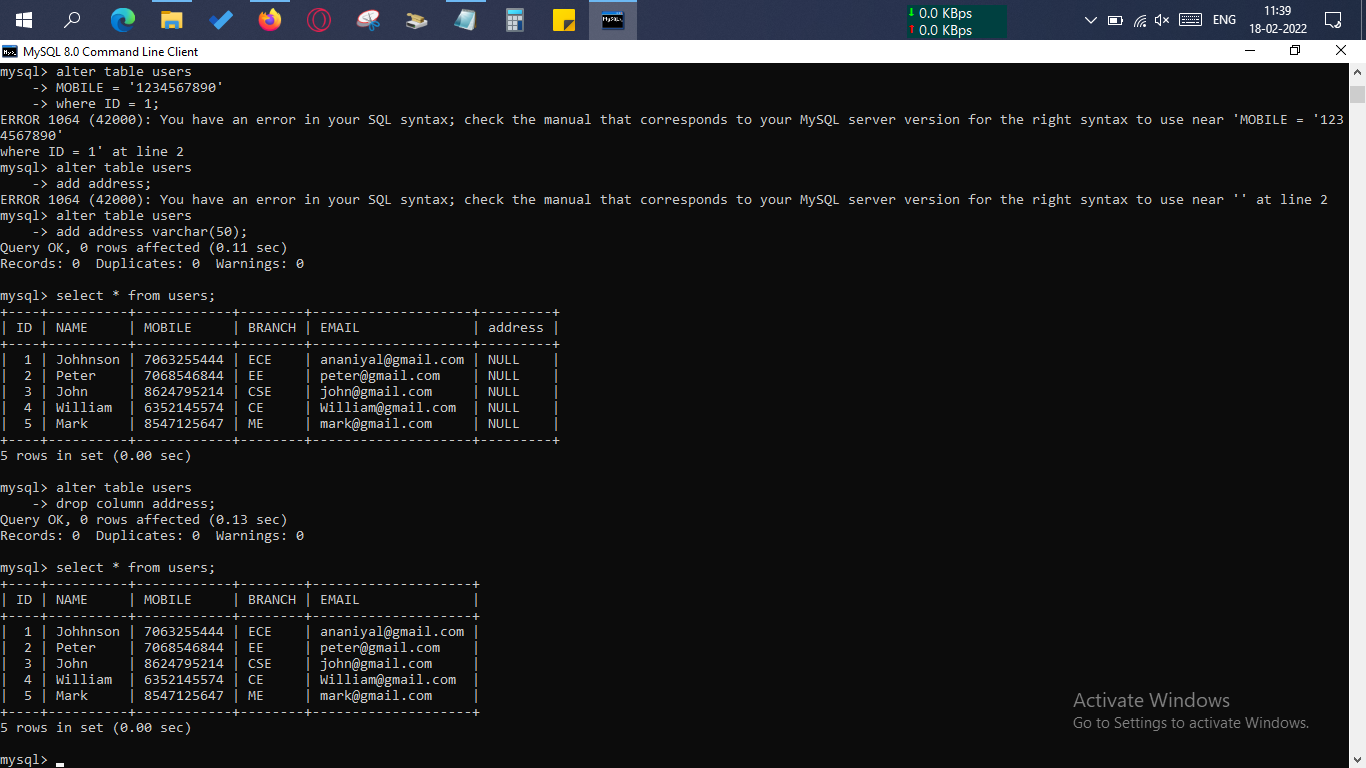 0.0 KBps
0.0 KBps
ENG
11:39
18-02-2022
MySQL 8.0 Command Line Client
mysql> alter table users
    -> MOBILE = '1234567890'
    -> where ID = 1;
ERROR 1064 (42000): You have an error in your SQL syntax; check the manual that corresponds to your MySQL server version for the right syntax to use near 'MOBILE = '123
4567890'
where ID = 1' at line 2
mysql> alter table users
    -> add address;
ERROR 1064 (42000): You have an error in your SQL syntax; check the manual that corresponds to your MySQL server version for the right syntax to use near '' at line 2
mysql> alter table users
    -> add address varchar(50);
Query OK, 0 rows affected (0.11 sec)
Records: 0  Duplicates: 0  Warnings: 0
mysql> select * from users;
+----+----------+------------+--------+--------------------+---------+
| ID | NAME     | MOBILE     | BRANCH | EMAIL              | address |
+----+----------+------------+--------+--------------------+---------+
|  1 | Johhnson | 7063255444 | ECE    | ananiyal@gmail.com | NULL    |
|  2 | Peter    | 7068546844 | EE     | peter@gmail.com    | NULL    |
|  3 | John     | 8624795214 | CSE    | john@gmail.com     | NULL    |
|  4 | William  | 6352145574 | CE     | William@gmail.com  | NULL    |
|  5 | Mark     | 8547125647 | ME     | mark@gmail.com     | NULL    |
+----+----------+------------+--------+--------------------+---------+
5 rows in set (0.00 sec)
mysql> alter table users
    -> drop column address;
Query OK, 0 rows affected (0.13 sec)
Records: 0  Duplicates: 0  Warnings: 0
mysql> select * from users;
+----+----------+------------+--------+--------------------+
| ID | NAME     | MOBILE     | BRANCH | EMAIL              |
+----+----------+------------+--------+--------------------+
|  1 | Johhnson | 7063255444 | ECE    | ananiyal@gmail.com |
|  2 | Peter    | 7068546844 | EE     | peter@gmail.com    |
|  3 | John     | 8624795214 | CSE    | john@gmail.com     |
|  4 | William  | 6352145574 | CE     | William@gmail.com  |
|  5 | Mark     | 8547125647 | ME     | mark@gmail.com     |
+----+----------+------------+--------+--------------------+
5 rows in set (0.00 sec)
mysql>
Activate Windows
Go to Settings to activate Windows.